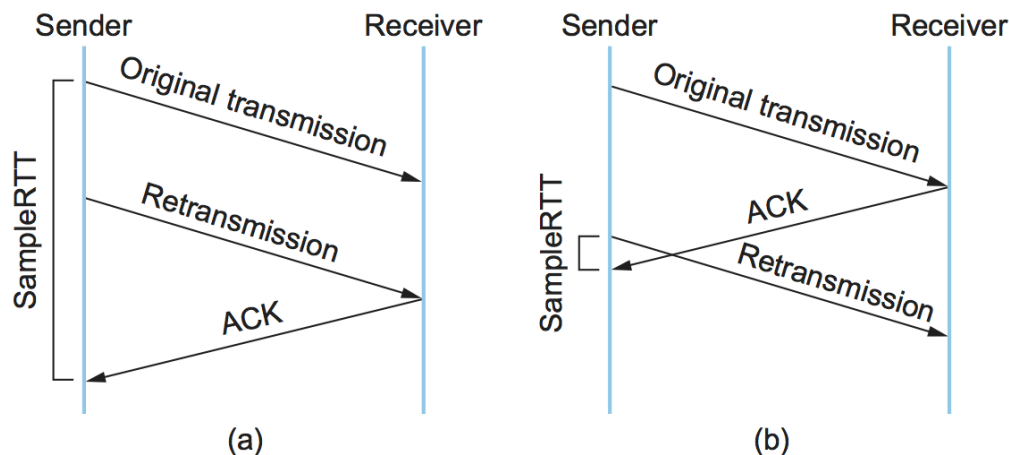 Sender
Receiver
Original transmission
Retransmission
ACK
SampleRTT
(a)
Sender
Receiver
Original transmission
ACK
Retransmission
SampleRTT
(b)